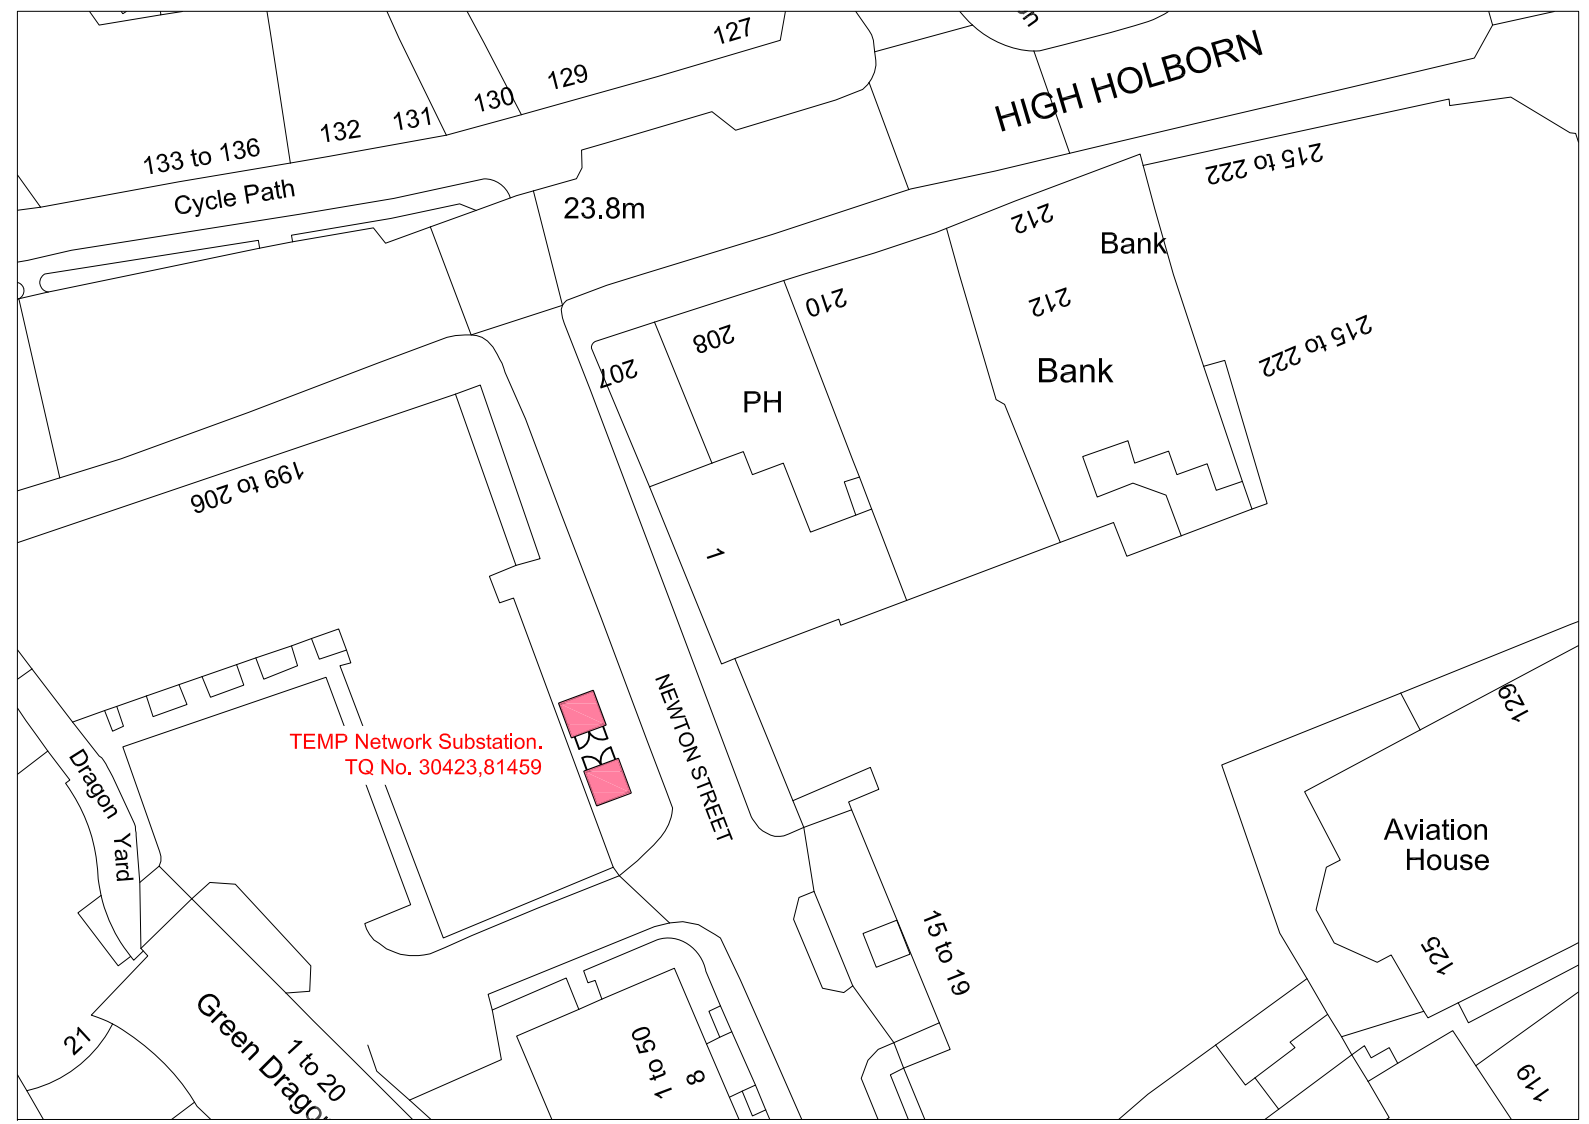 127
129
130
131
132
133 to 136
Cycle Path
HIGH HOLBORN
23.8m
215 to 222
212
Bank
212
Bank
210
208
207
PH
215 to 222
199 to 206
1
NEWTON STREET
TEMP Network Substation.
TQ No. 30423,81459
Dragon Yard
129
Aviation
House
125
15 to 19
21
Green Dragon
1 to 20
1 to 50
8
119